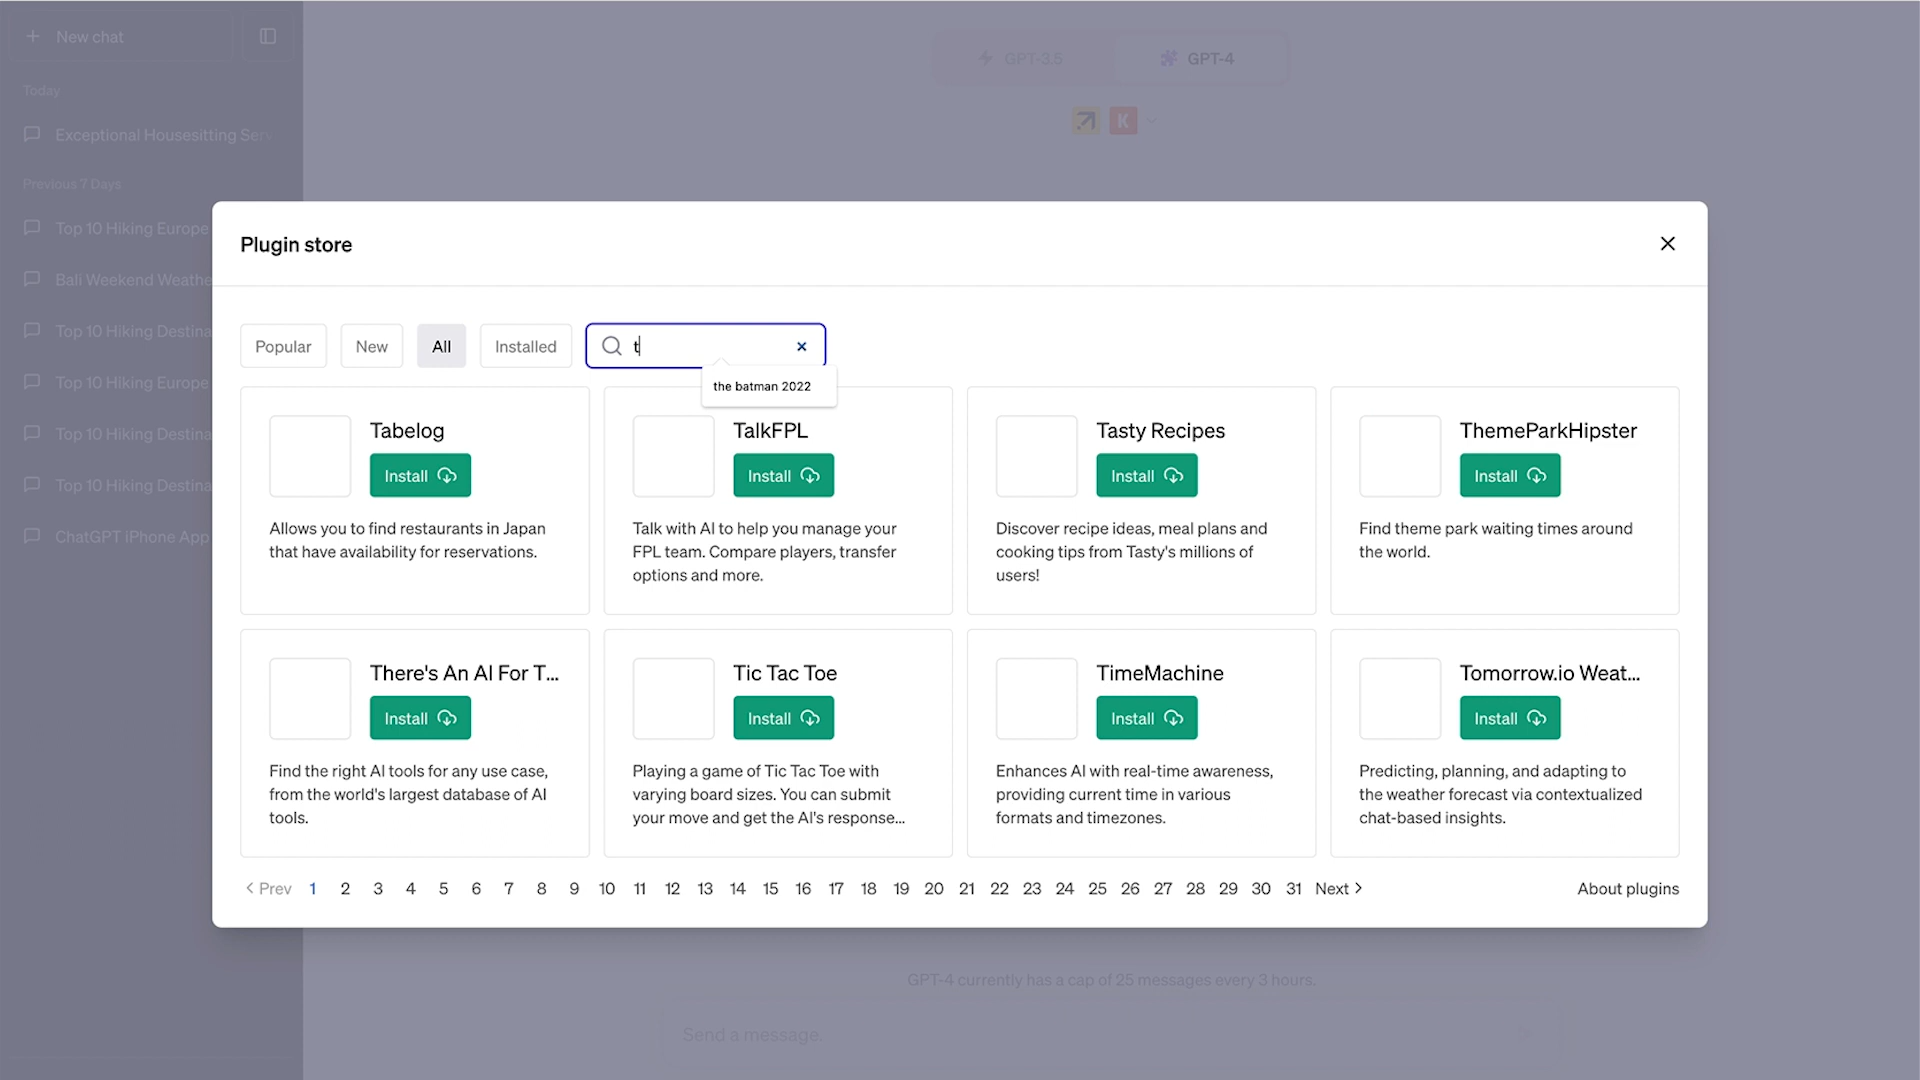 New chat
GPT-3.5
GPT-4
Today
K
Exceptional Housesitting Serv
Previous 7 Days
Top 10 Hiking Europe
Bali Weekend Weathe
Top 10 Hiking Destina
Top 10 Hiking Europe
Top 10 Hiking Destina
Top 10 Hiking Destina
ChatGPT iPhone App
Plugin store
Popular
New
All
Installed
t
the batman 2022
Tabelog
Install
Allows you to find restaurants in Japan
that have availability for reservations.
TalkFPL
Install
Talk with AI to help you manage your
FPL team. Compare players, transfer
options and more.
Tasty Recipes
Install
Discover recipe ideas, meal plans and
cooking tips from Tasty's millions of
users!
ThemeParkHipster
Install
Find theme park waiting times around
the world.
There's An AI For T...
Install
Find the right AI tools for any use case,
from the world's largest database of AI
tools.
Tic Tac Toe
Install
Playing a game of Tic Tac Toe with
varying board sizes. You can submit
your move and get the AI's response...
TimeMachine
Install
Enhances AI with real-time awareness,
providing current time in various
formats and timezones.
Tomorrow.io Weat...
Install
Predicting, planning, and adapting to
the weather forecast via contextualized
chat-based insights.
Prev 1 2 3 4 5 6 7 8 9 10 11 12 13 14 15 16 17 18 19 20 21 22 23 24 25 26 27 28 29 30 31 Next
About plugins
GPT-4 currently has a cap of 25 messages every 3 hours.
Send a message.